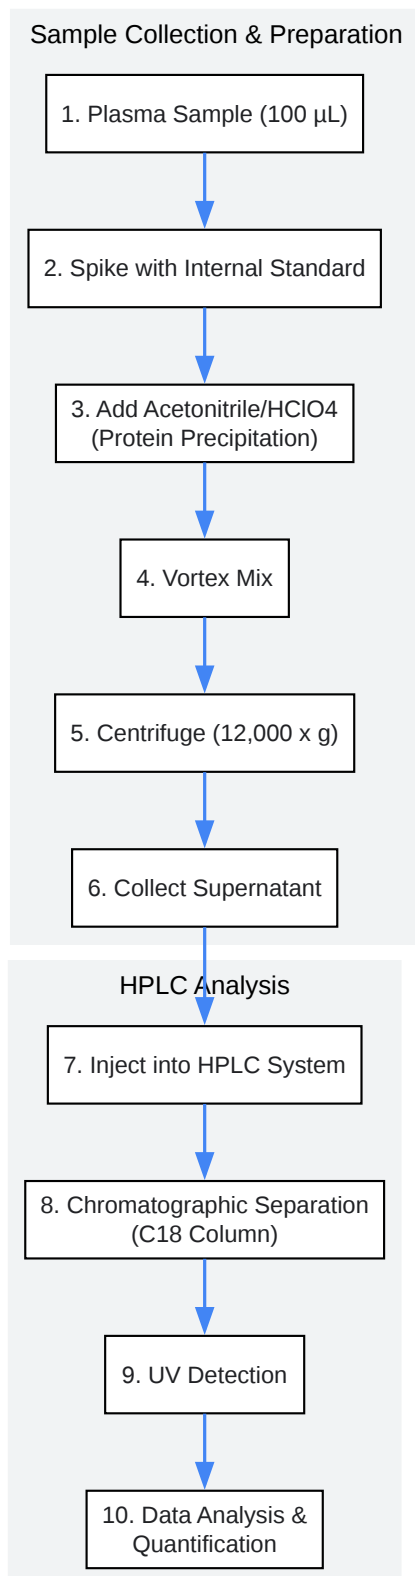 Sample Collection & Preparation
1. Plasma Sample (100 µL)
2. Spike with Internal Standard
3. Add Acetonitrile/HClO4
(Protein Precipitation)
4. Vortex Mix
5. Centrifuge (12,000 x g)
6. Collect Supernatant
HPLC Analysis
7. Inject into HPLC System
8. Chromatographic Separation
(C18 Column)
9. UV Detection
10. Data Analysis &
Quantification